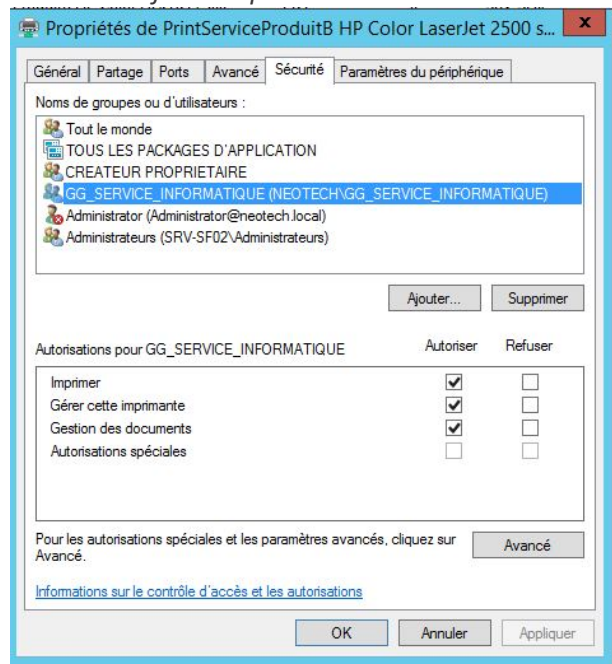 Propriétés de PrintServiceProduitB HP Color LaserJet 2500 s...
Général Partage Ports Avancé Sécurité Paramètres du périphérique
Noms de groupes ou d'utilisateurs :
Tout le monde
TOUS LES PACKAGES D'APPLICATION
CREATEUR PROPRIETAIRE
GG_SERVICE_INFORMATIQUE (NEOTECH\GG_SERVICE_INFORMATIQUE)
Administrator (Administrator@neotech.local)
Administrateurs (SRV-SF02\Administrateurs)
Ajouter... Supprimer
Autorisations pour GG_SERVICE_INFORMATIQUE Autoriser Refuser
Imprimer
Gérer cette imprimante
Gestion des documents
Autorisations spéciales
Pour les autorisations spéciales et les paramètres avancés, cliquez sur
Avancé.
Avancé
Informations sur le contrôle d'accès et les autorisations
OK Annuler Appliquer